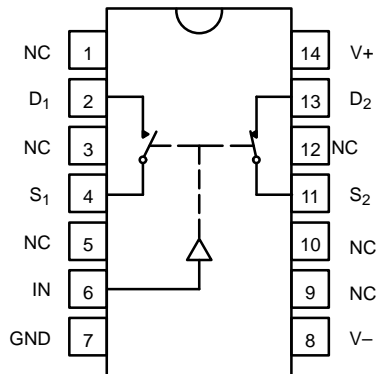 NC 1 14 V+
D1 2 13 D2
NC 3 12 NC
S1 4 11 S2
NC 5 10 NC
IN 6 9 NC
GND 7 8 V–